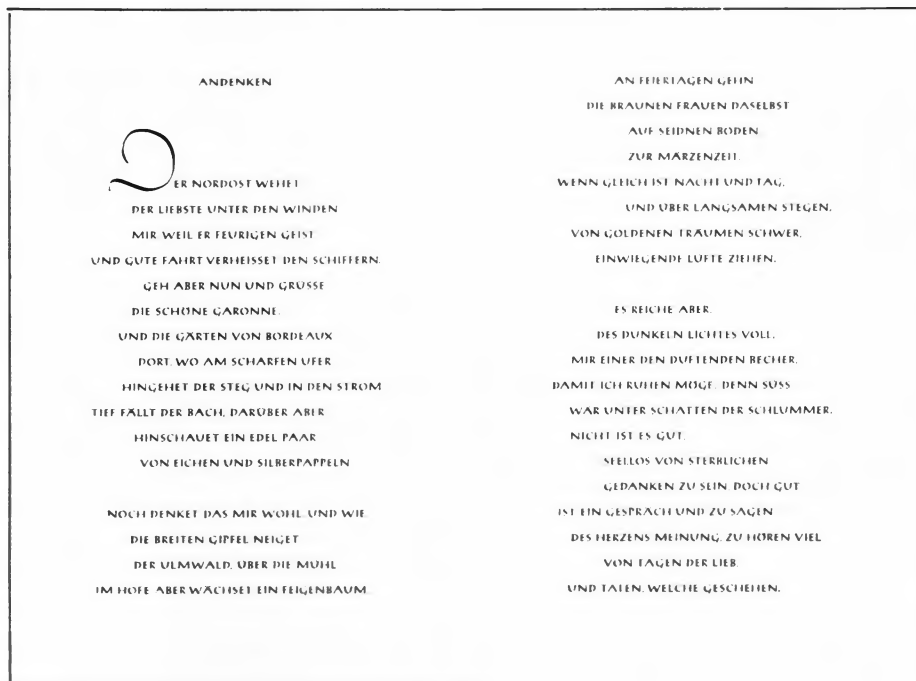 ANDENKEN
DER NORDOST WEHET
DER LIEBSTE UNTER DEN WINDEN
MIR WEIL ER FEURIGEN GEIST
UND GUTE FAHRT VERHEISSET DEN SCHIFFERN.
GEH ABER NUN UND GRÜSSE
DIE SCHÖNE GARONNE,
UND DIE GÄRTEN VON BORDEAUX
DORT, WO AM SCHARFEN UFER
HINGEHET DER STEG UND IN DEN STROM
TIEF FÄLLT DER BACH, DARÜBER ABER
HINSCHAUET EIN EDEL PAAR
VON EICHEN UND SILBERPAPPELN
NOCH DENKET DAS MIR WOHL UND WIE
DIE BREITEN GIPFEL NEIGET
DER ULMWALD, ÜBER DIE MÜHL
IM HOFE ABER WÄCHSET EIN FEIGENBAUM.
AN FEIERTAGEN GEHN
DIE BRAUNEN FRAUEN DASELBST
AUF SEIDNEN BODEN
ZUR MÄRZENZEIT,
WENN GLEICH IST NACHT UND TAG,
UND ÜBER LANGSAMEN STEGEN,
VON GOLDENEN TRÄUMEN SCHWER,
EINWIEGENDE LÜFTE ZIEHEN.
ES REICHE ABER,
DES DUNKELN LICHTES VOLL,
MIR EINER DEN DUFTENDEN BECHER,
DAMIT ICH RUHEN MÖGE, DENN SÜSS
WAR UNTER SCHATTEN DER SCHLUMMER.
NICHT IST ES GUT,
SEELLOS VON STERBLICHEN
GEDANKEN ZU SEIN. DOCH GUT
IST EIN GESPRÄCH UND ZU SAGEN
DES HERZENS MEINUNG, ZU HÖREN VIEL
VON TAGEN DER LIEB,
UND TATEN, WELCHE GESCHEHEN.